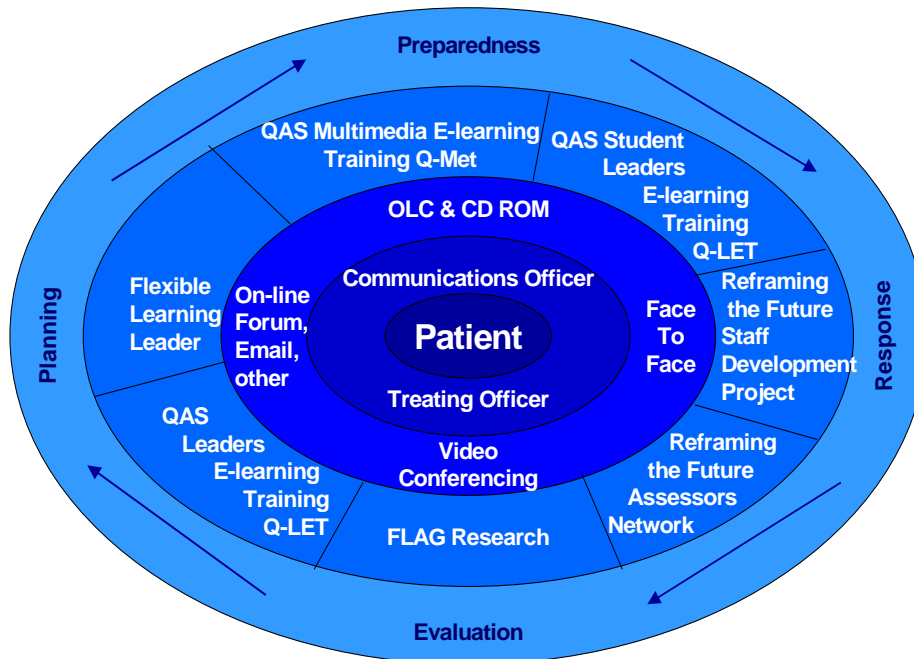 Preparedness
QAS Multimedia E-learning
Training Q-Met
QAS Student
Leaders
E-learning
Training
Q-LET
OLC & CD ROM
Communications Officer
Patient
Treating Officer
Flexible
Learning
Leader
On-line
Forum,
Email,
other
Face
To
Face
Reframing
the Future
Staff
Development
Project
Planning
Response
QAS
Leaders
E-learning
Training
Q-LET
Video
Conferencing
Reframing
the Future
Assessors
Network
FLAG Research
Evaluation